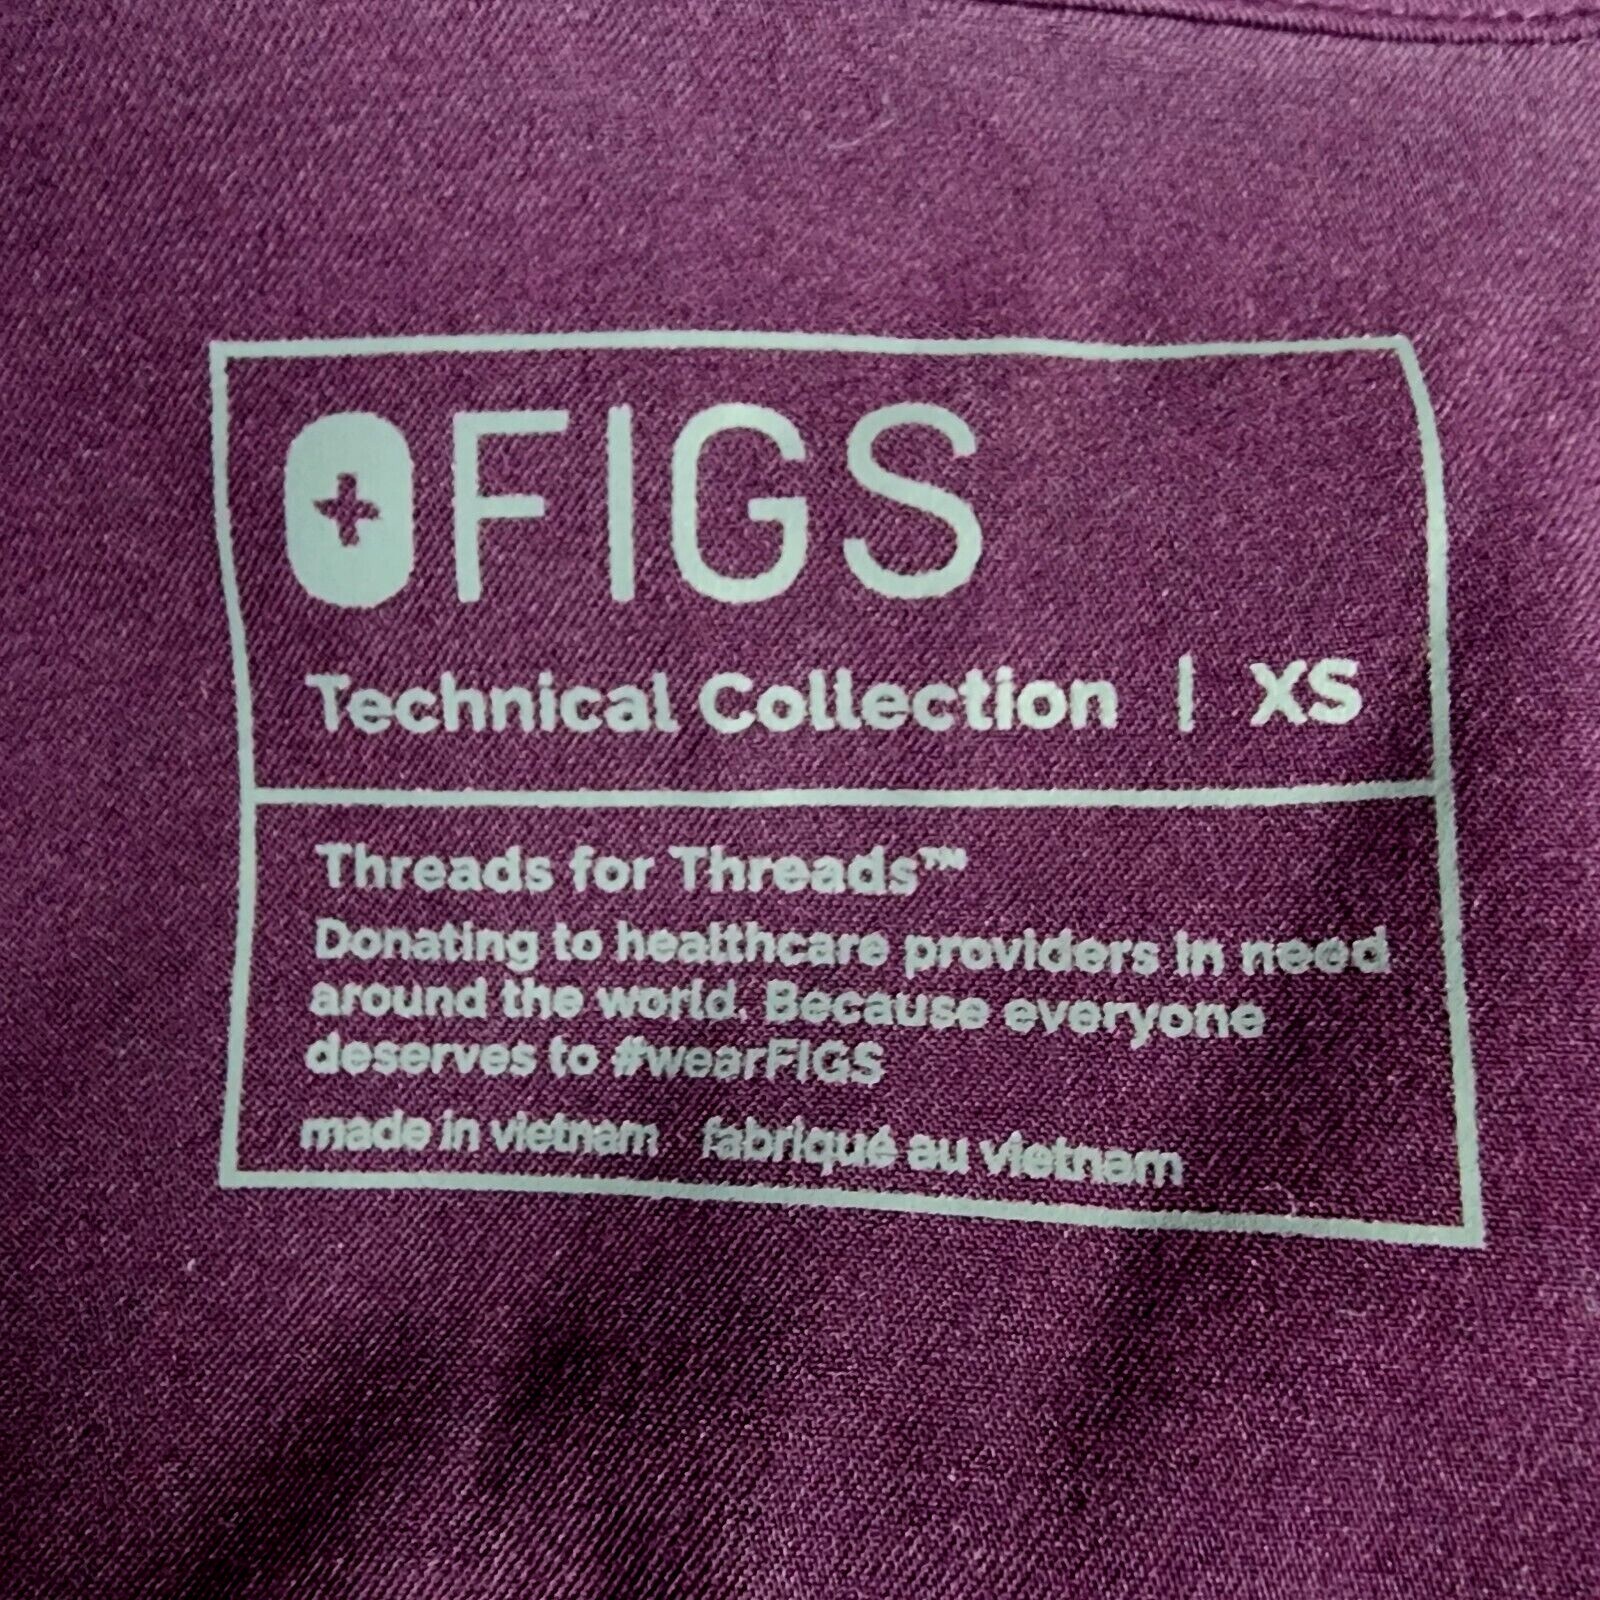 FIGS
Technical Collection | XS
Threads for Threads™
Donating to healthcare providers in need
around the world. Because everyone
deserves to #wearFIGS
made in vietnam fabriqué au vietnam